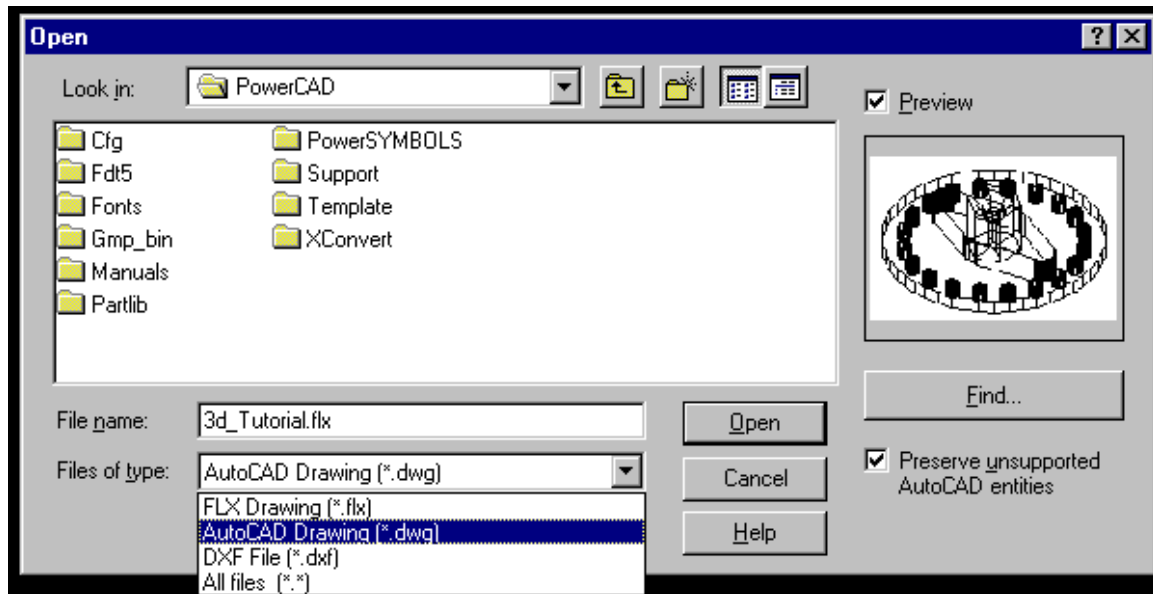 Open
Look in: PowerCAD
Preview
Cfg
Fdt5
Fonts
Gmp_bin
Manuals
Partlib
PowerSYMBOLS
Support
Template
XConvert
Find...
File name: 3d_Tutorial.flx
Open
Files of type: AutoCAD Drawing (*.dwg)
Cancel
Preserve unsupported
AutoCAD entities
FLX Drawing (*.flx)
AutoCAD Drawing (*.dwg)
DXF File (*.dxf)
All files (*.*)
Help